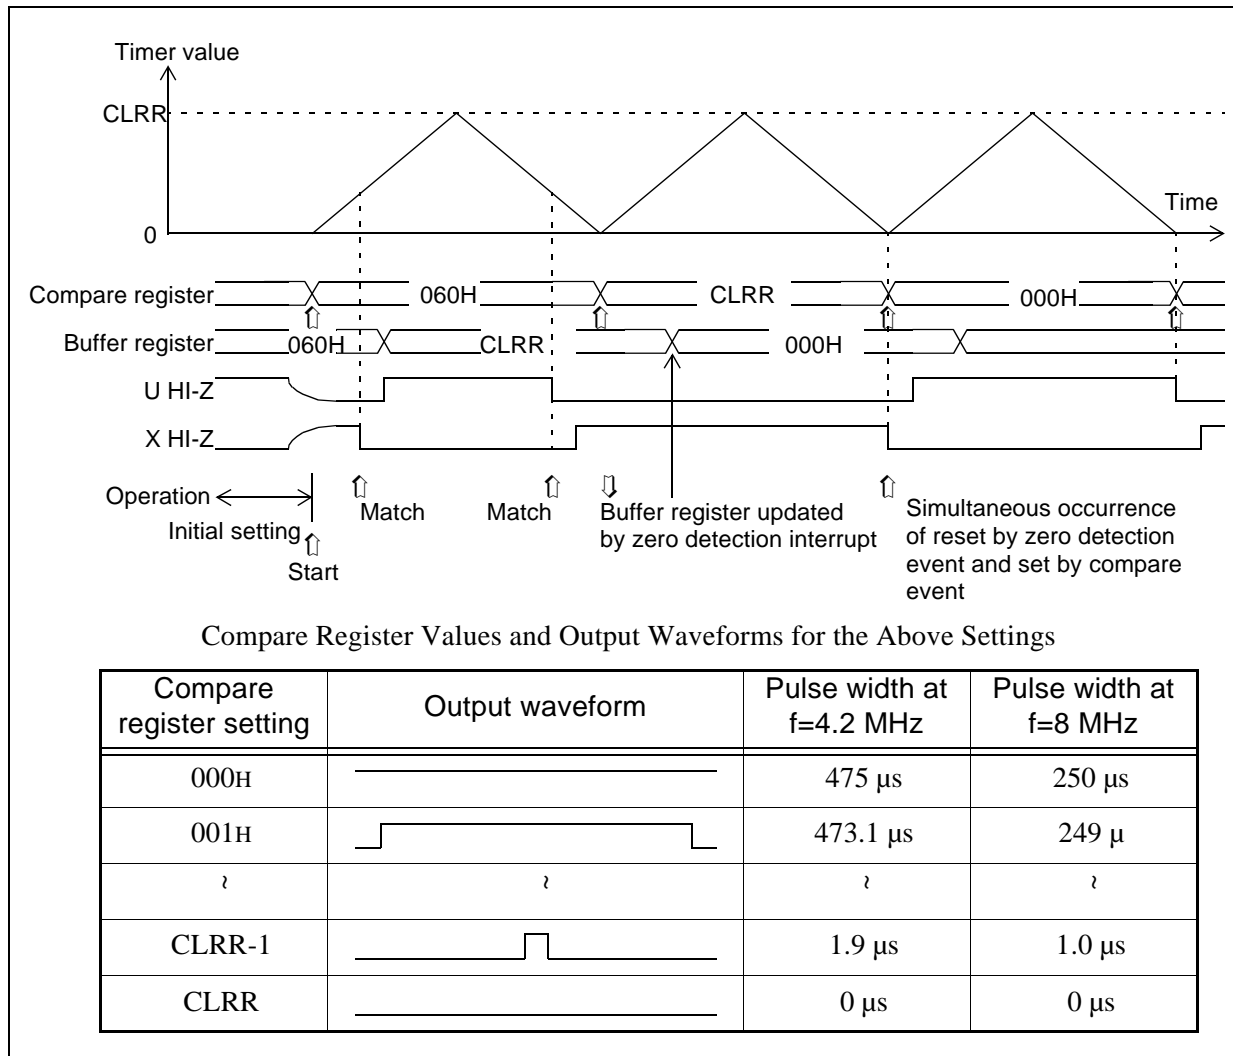 Timer value
CLRR
0
Time
Compare register
060H
CLRR
000H
Buffer register
060H
CLRR
000H
U HI-Z
X HI-Z
Operation
Initial setting
Start
Match
Match
Buffer register updated
by zero detection interrupt
Simultaneous occurrence
of reset by zero detection
event and set by compare
event
Compare Register Values and Output Waveforms for the Above Settings
Compare
register setting
Output waveform
Pulse width at
f=4.2 MHz
Pulse width at
f=8 MHz
000H
475 µs
250 µs
001H
473.1 µs
249 µ
~ ~ ~ ~
CLRR-1
1.9 µs
1.0 µs
CLRR
0 µs
0 µs